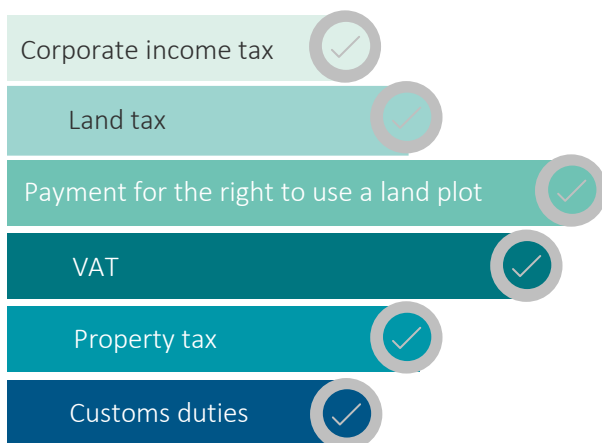 Corporate income tax
Land tax
Payment for the right to use a land plot
VAT
Property tax
Customs duties